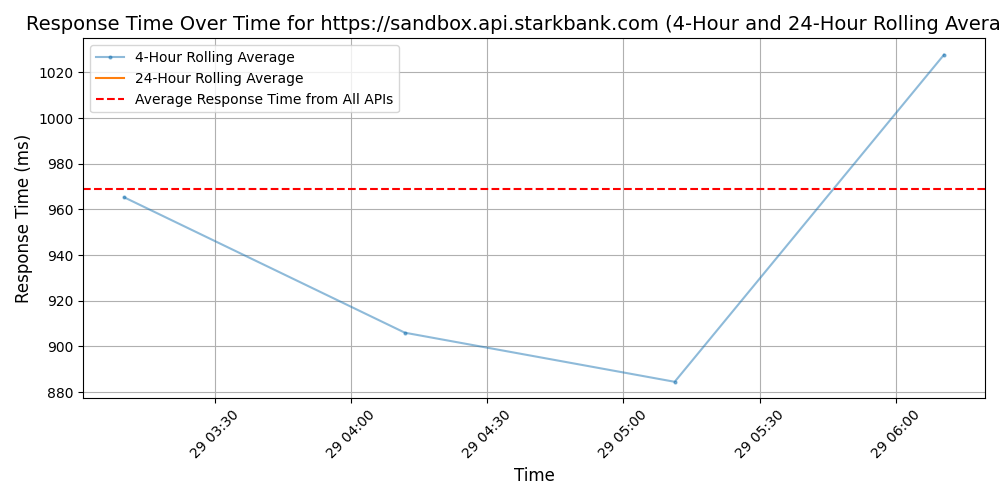 Response Time Over Time for https://sandbox.api.starkbank.com (4-Hour and 24-Hour Rolling Avera
4-Hour Rolling Average
24-Hour Rolling Average
Average Response Time from All APIs
Response Time (ms)
1020
1000
980
960
940
920
900
880
29 03:30
29 04:00
29 04:30
29 05:00
29 05:30
29 06:00
Time